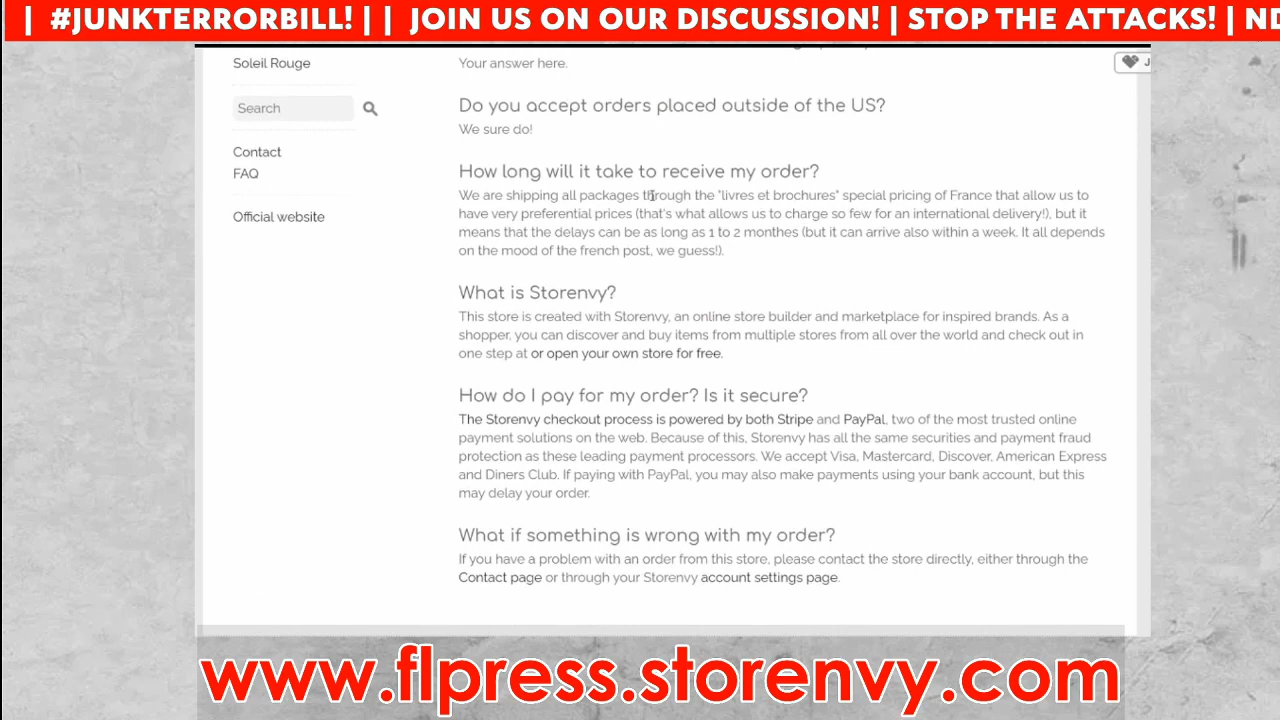 | #JUNKTERRORBILL! | | JOIN US ON OUR DISCUSSION! | STOP THE ATTACKS! |
Soleil Rouge
Your answer here.
Search
Do you accept orders placed outside of the US?
We sure do!
Contact
FAQ
How long will it take to receive my order?
We are shipping all packages through the "livres et brochures" special pricing of France that allow us to
have very preferential prices (that's what allows us to charge so few for an international delivery!), but it
means that the delays can be as long as 1 to 2 monthes (but it can arrive also within a week. It all depends
on the mood of the french post, we guess!).
Official website
What is Storenvy?
This store is created with Storenvy, an online store builder and marketplace for inspired brands. As a
shopper, you can discover and buy items from multiple stores from all over the world and check out in
one step at or open your own store for free.
How do I pay for my order? Is it secure?
The Storenvy checkout process is powered by both Stripe and PayPal, two of the most trusted online
payment solutions on the web. Because of this, Storenvy has all the same securities and payment fraud
protection as these leading payment processors. We accept Visa, Mastercard, Discover, American Express
and Diners Club. If paying with PayPal, you may also make payments using your bank account, but this
may delay your order.
What if something is wrong with my order?
If you have a problem with an order from this store, please contact the store directly, either through the
Contact page or through your Storenvy account settings page.
www.flpress.storenvy.com